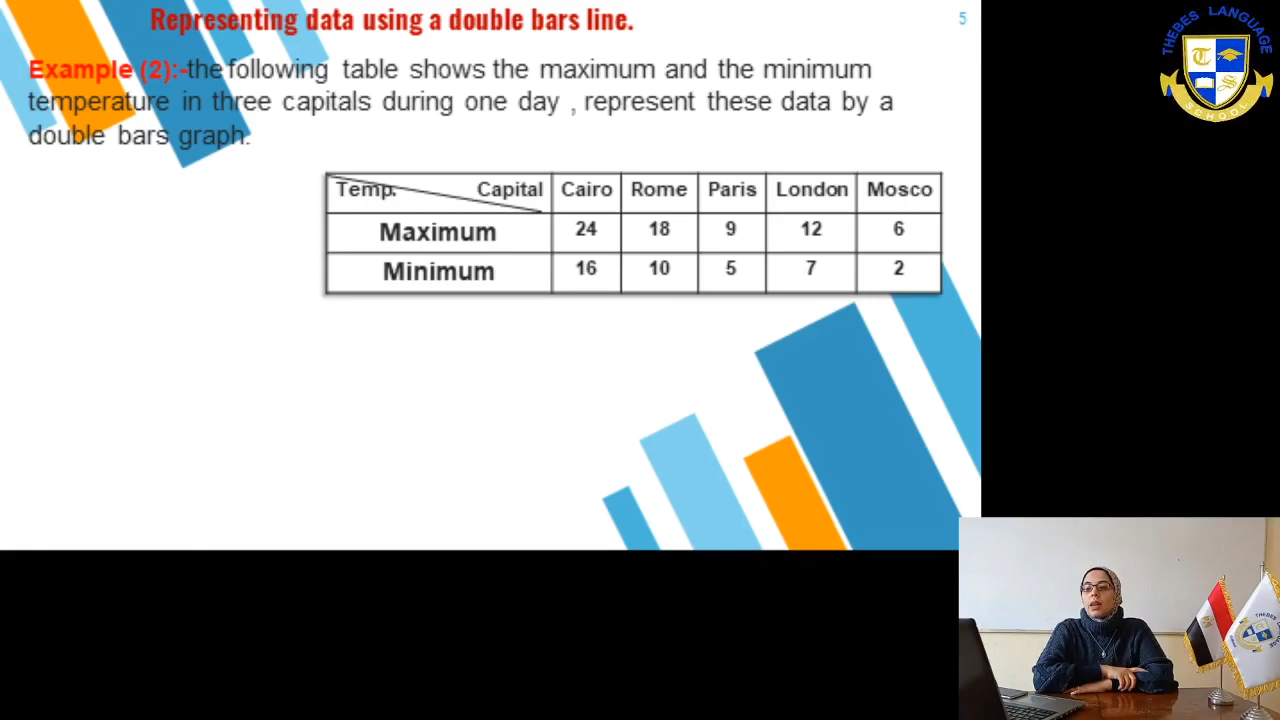 Representing data using a double bars line.
5
Example (2):-the following table shows the maximum and the minimum
temperature in three capitals during one day , represent these data by a
double bars graph.
Temp. Capital Cairo Rome Paris London Mosco
Maximum 24 18 9 12 6
Minimum 16 10 5 7 2
THEBES LANGUAGE
T
S
SCHOOL